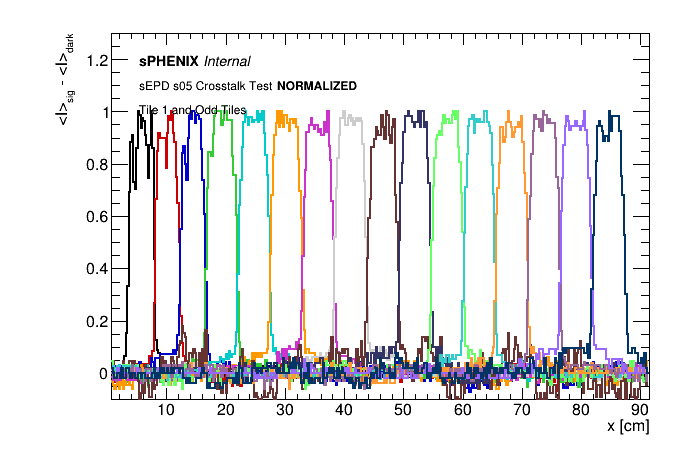 <I>sig - <I>dark
sPHENIX Internal
sEPD s05 Crosstalk Test NORMALIZED
Tile 1 and Odd Tiles
1.2
1
0.8
0.6
0.4
0.2
0
10 20 30 40 50 60 70 80 90
x [cm]